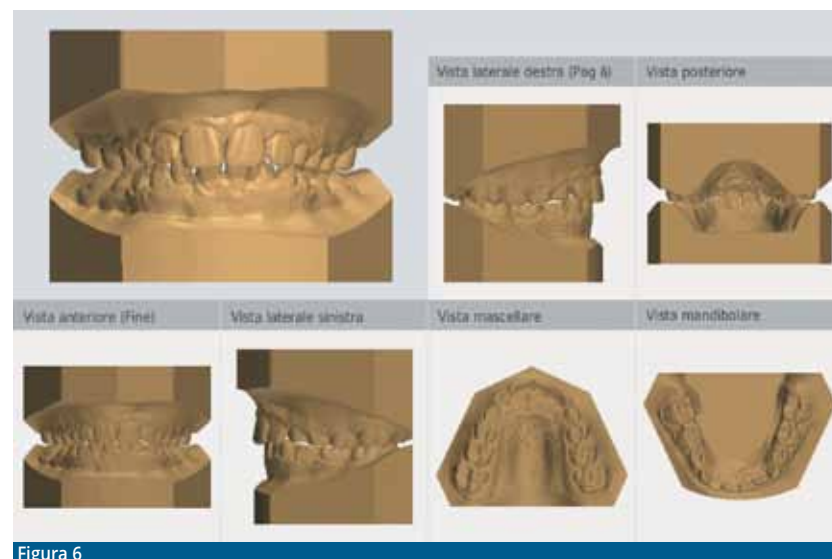 Vista laterale destra (Pag 8)
Vista posteriore
Vista anteriore (Fine)
Vista laterale sinistra
Vista mascellare
Vista mandibolare
Figura 6